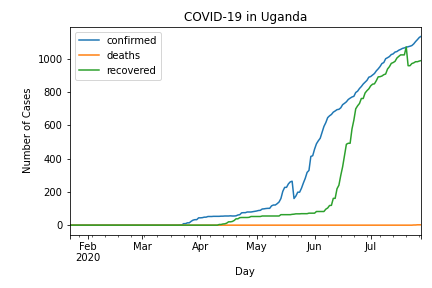 COVID-19 in Uganda
confirmed
deaths
recovered
Number of Cases
1000
800
600
400
200
0
Feb Mar Apr May Jun Jul
2020
Day